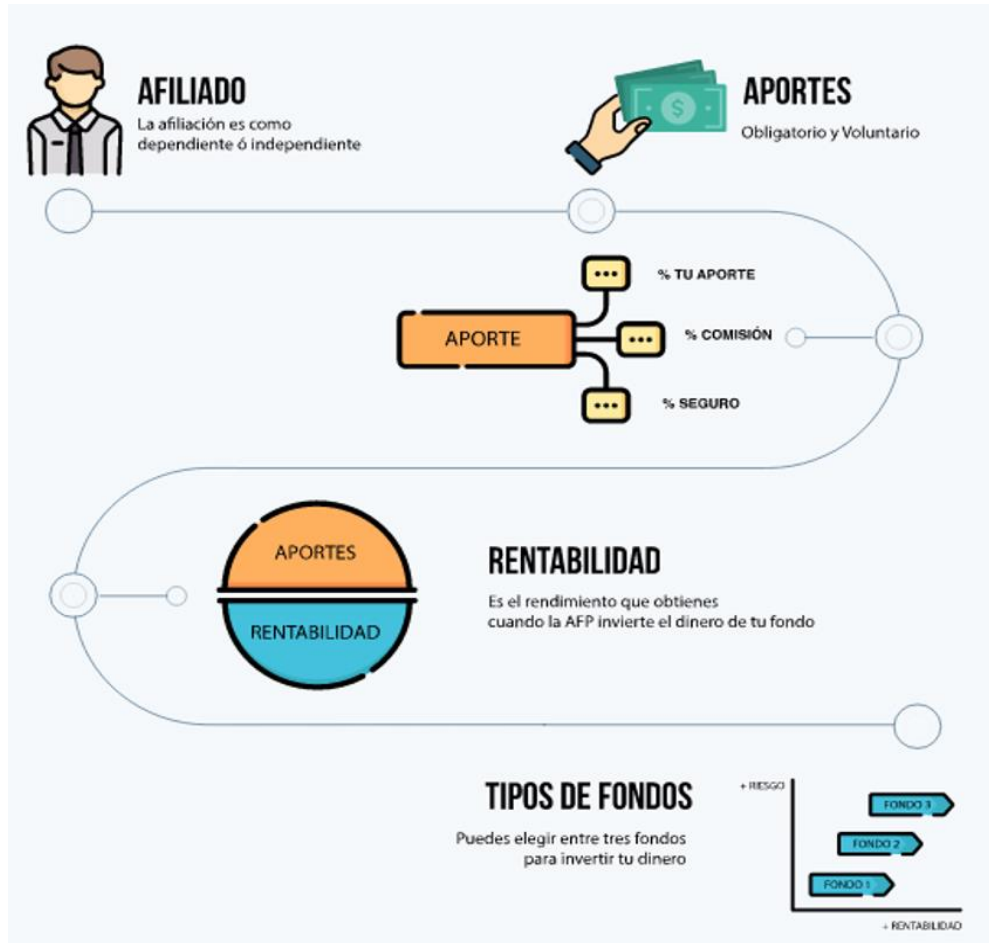 AFILIADO
La afiliación es como
dependiente ó independiente
APORTES
Obligatorio y Voluntario
APORTE
% TU APORTE
% COMISIÓN
% SEGURO
APORTES
RENTABILIDAD
RENTABILIDAD
Es el rendimiento que obtienes
cuando la AFP invierte el dinero de tu fondo
TIPOS DE FONDOS
Puedes elegir entre tres fondos
para invertir tu dinero
+ RIESGO
FONDO 3
FONDO 2
FONDO 1
+ RENTABILIDAD